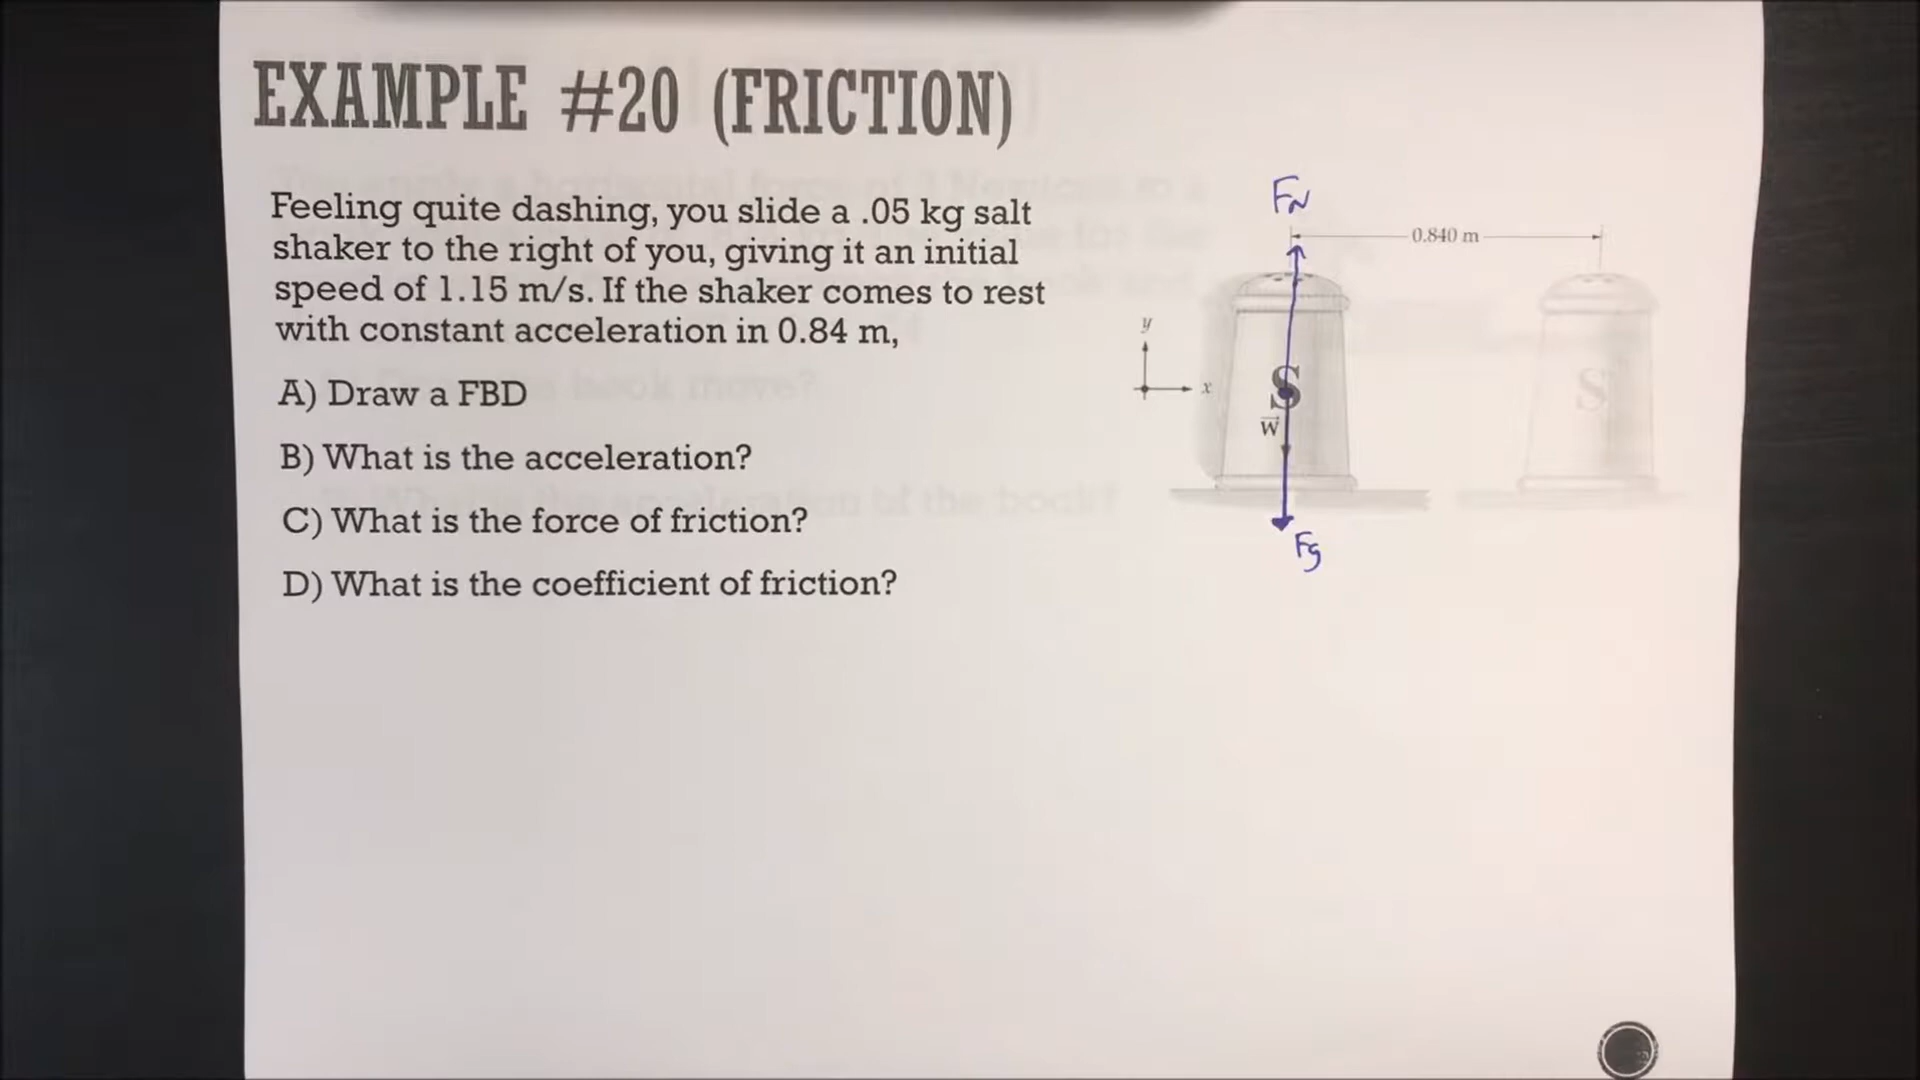 EXAMPLE #20 (FRICTION)
Feeling quite dashing, you slide a .05 kg salt
shaker to the right of you, giving it an initial
speed of 1.15 m/s. If the shaker comes to rest
with constant acceleration in 0.84 m,
A) Draw a FBD
B) What is the acceleration?
C) What is the force of friction?
D) What is the coefficient of friction?
FN
0.840 m
y
x
S
S
w
Fg